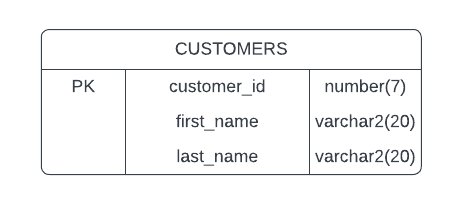 CUSTOMERS
PK customer_id number(7)
first_name varchar2(20)
last_name varchar2(20)